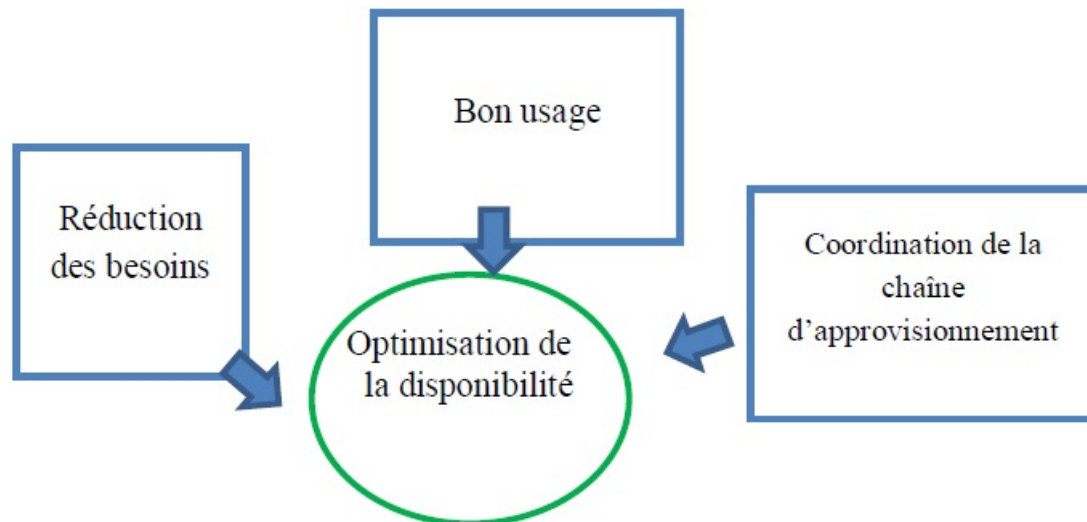 Bon usage
Réduction
des besoins
Coordination de la
chaîne
d’approvisionnement
Optimisation de
la disponibilité